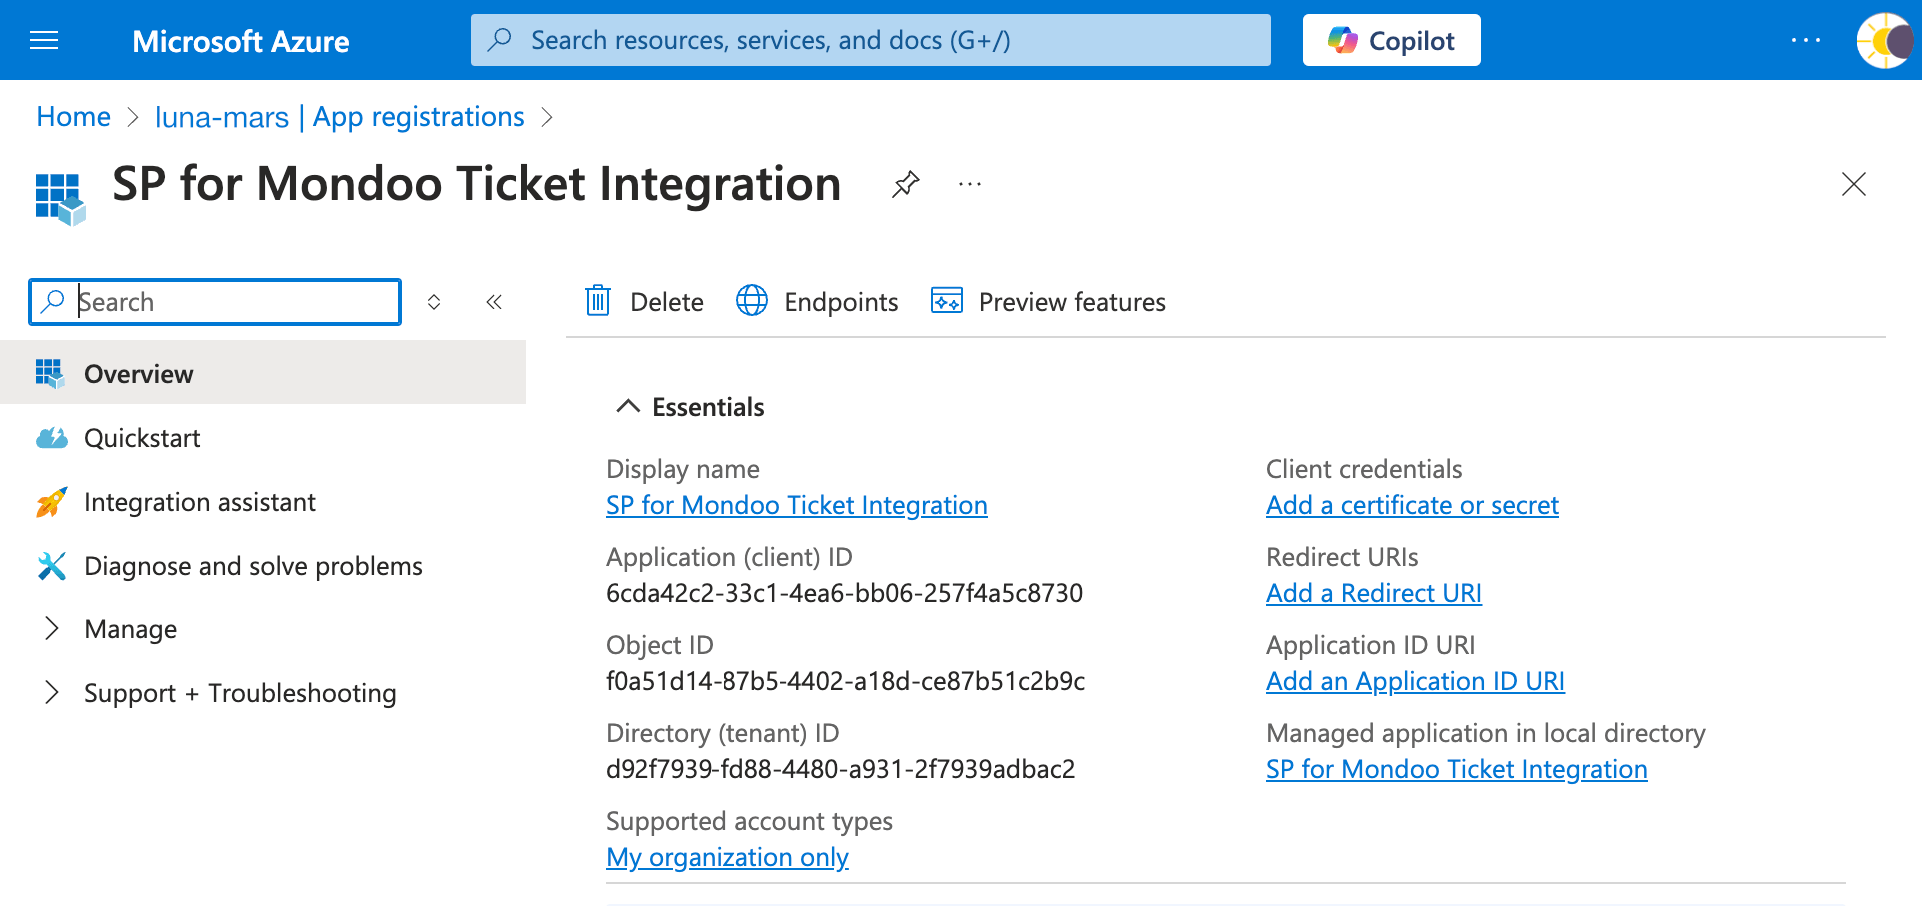 Microsoft Azure
Search resources, services, and docs (G+/)
Copilot
...
Home > luna-mars | App registrations >
SP for Mondoo Ticket Integration
...
Search
Delete
Endpoints
Preview features
Overview
Quickstart
Integration assistant
Diagnose and solve problems
Manage
Support + Troubleshooting
Essentials
Display name
SP for Mondoo Ticket Integration
Application (client) ID
6cda42c2-33c1-4ea6-bb06-257f4a5c8730
Object ID
f0a51d14-87b5-4402-a18d-ce87b51c2b9c
Directory (tenant) ID
d92f7939-fd88-4480-a931-2f7939adbac2
Supported account types
My organization only
Client credentials
Add a certificate or secret
Redirect URIs
Add a Redirect URI
Application ID URI
Add an Application ID URI
Managed application in local directory
SP for Mondoo Ticket Integration